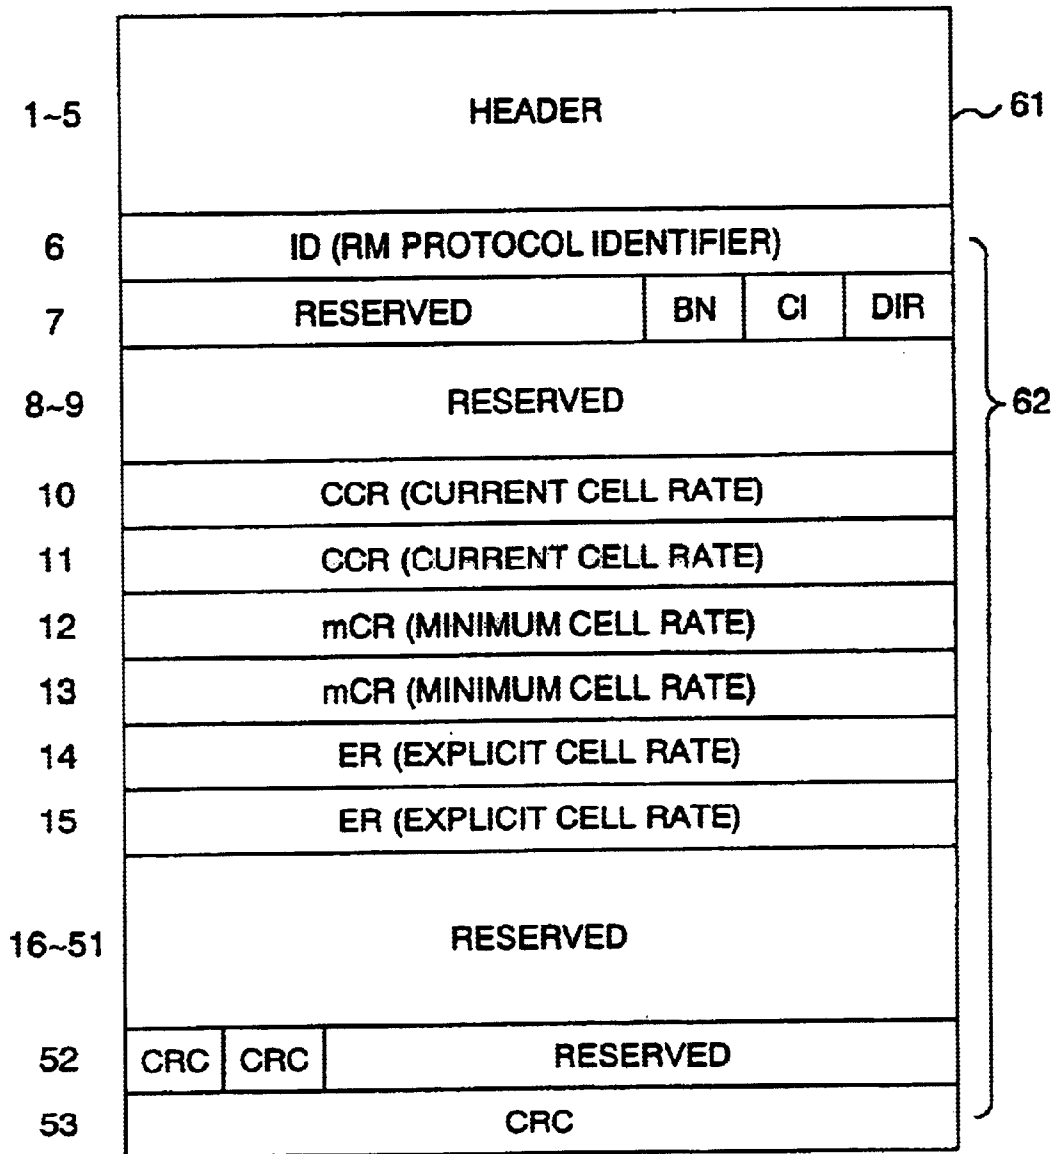 1~5 HEADER 61
6 ID (RM PROTOCOL IDENTIFIER)
7 RESERVED BN CI DIR
8~9 RESERVED 62
10 CCR (CURRENT CELL RATE)
11 CCR (CURRENT CELL RATE)
12 mCR (MINIMUM CELL RATE)
13 mCR (MINIMUM CELL RATE)
14 ER (EXPLICIT CELL RATE)
15 ER (EXPLICIT CELL RATE)
16~51 RESERVED
52 CRC CRC RESERVED
53 CRC